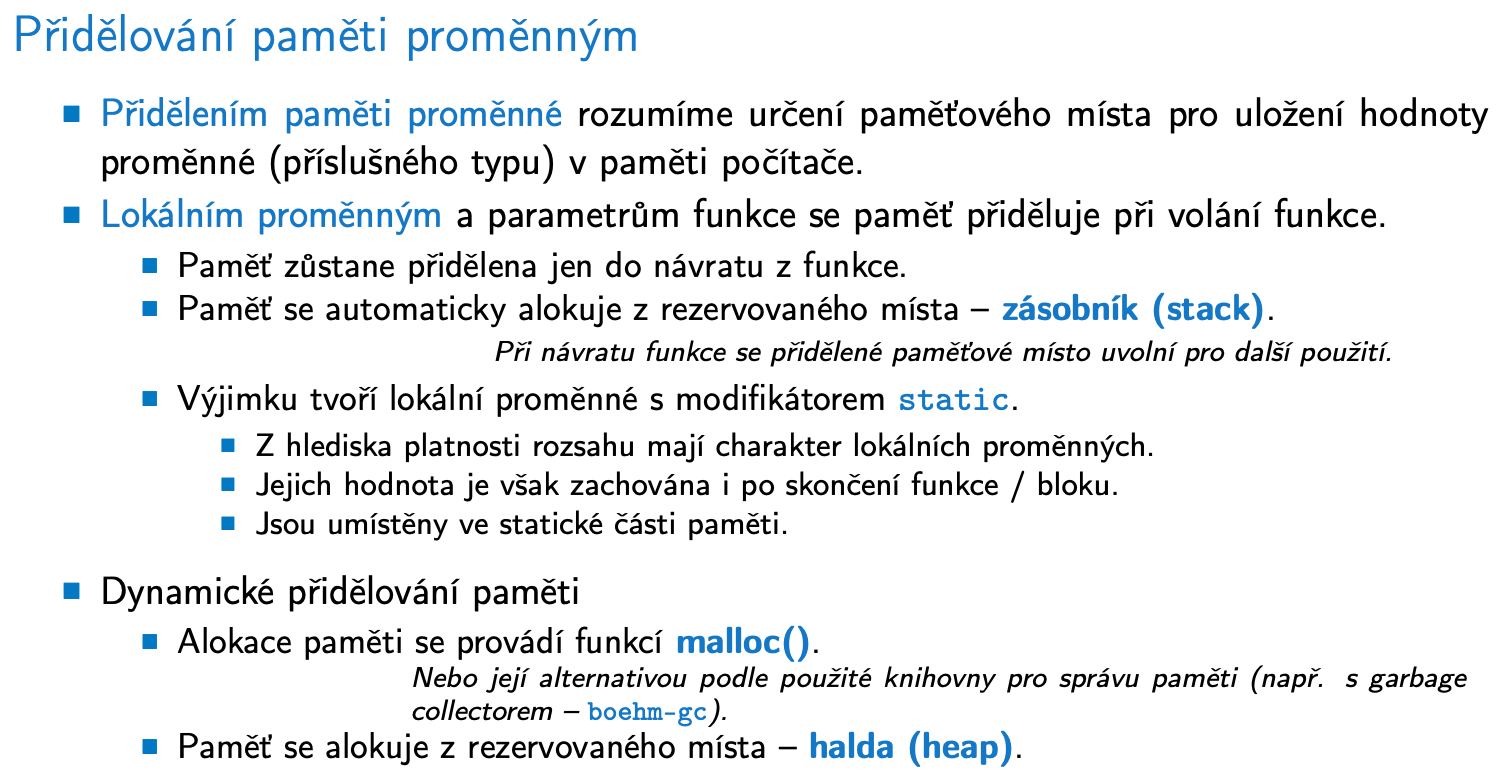 Přidělování paměti proměnným
Přidělením paměti proměnné rozumíme určení paměťového místa pro uložení hodnoty
proměnné (příslušného typu) v paměti počítače.
Lokálním proměnným a parametrům funkce se paměť přiděluje při volání funkce.
Paměť zůstane přidělena jen do návratu z funkce.
Paměť se automaticky alokuje z rezervovaného místa – zásobník (stack).
Při návratu funkce se přidělené paměťové místo uvolní pro další použití.
Výjimku tvoří lokální proměnné s modifikátorem static.
Z hlediska platnosti rozsahu mají charakter lokálních proměnných.
Jejich hodnota je však zachována i po skončení funkce / bloku.
Jsou umístěny ve statické části paměti.
Dynamické přidělování paměti
Alokace paměti se provádí funkcí malloc().
Nebo její alternativou podle použité knihovny pro správu paměti (např. s garbage
collectorem – boehm-gc).
Paměť se alokuje z rezervovaného místa – halda (heap).